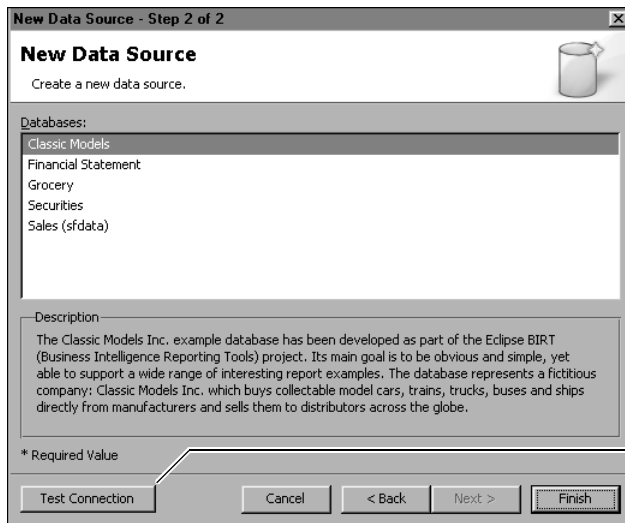 New Data Source - Step 2 of 2
New Data Source
Create a new data source.
Databases:
Classic Models
Financial Statement
Grocery
Securities
Sales (sfdata)
Description
The Classic Models Inc. example database has been developed as part of the Eclipse BIRT
(Business Intelligence Reporting Tools) project. Its main goal is to be obvious and simple, yet
able to support a wide range of interesting report examples. The database represents a fictitious
company: Classic Models Inc. which buys collectable model cars, trains, trucks, buses and ships
directly from manufacturers and sells them to distributors across the globe.
* Required Value
Test Connection Cancel < Back Next > Finish